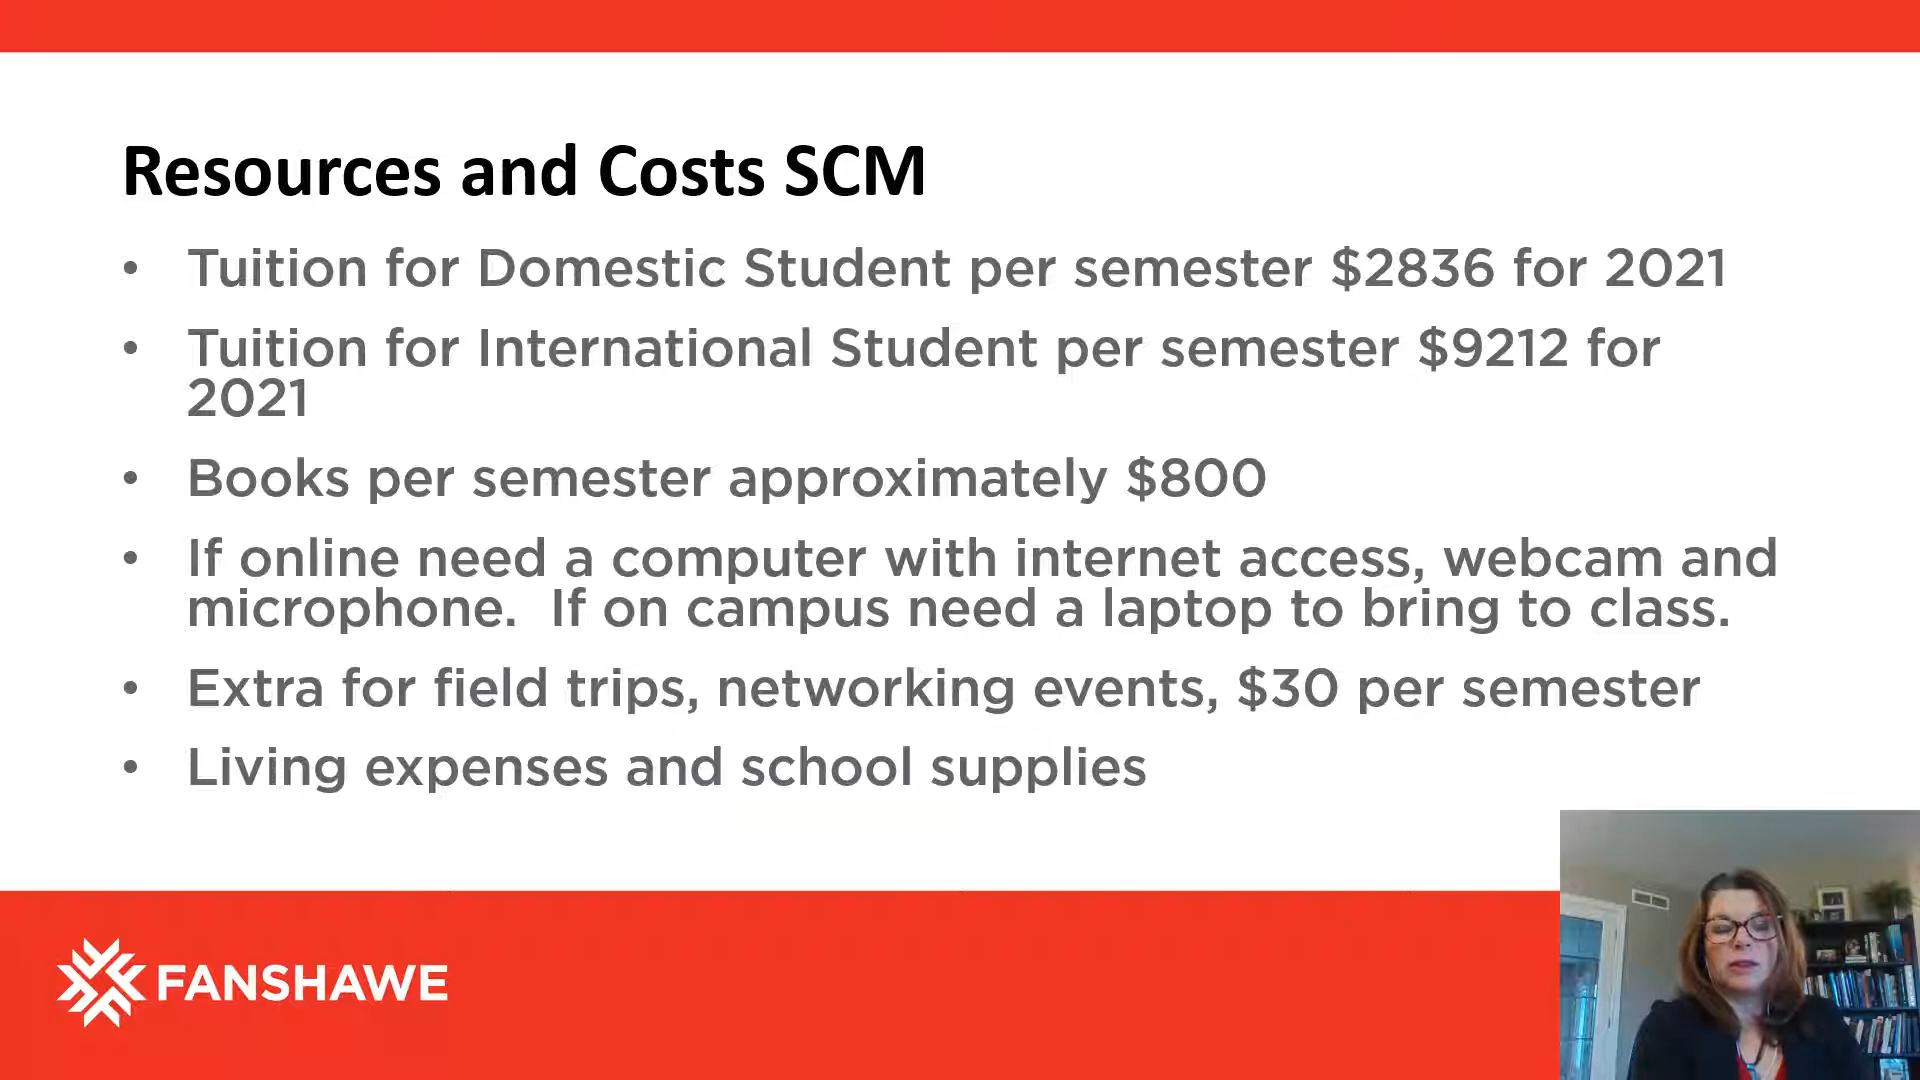 Resources and Costs SCM
• Tuition for Domestic Student per semester $2836 for 2021
• Tuition for International Student per semester $9212 for
2021
• Books per semester approximately $800
• If online need a computer with internet access, webcam and
microphone.  If on campus need a laptop to bring to class.
• Extra for field trips, networking events, $30 per semester
• Living expenses and school supplies
FANSHAWE